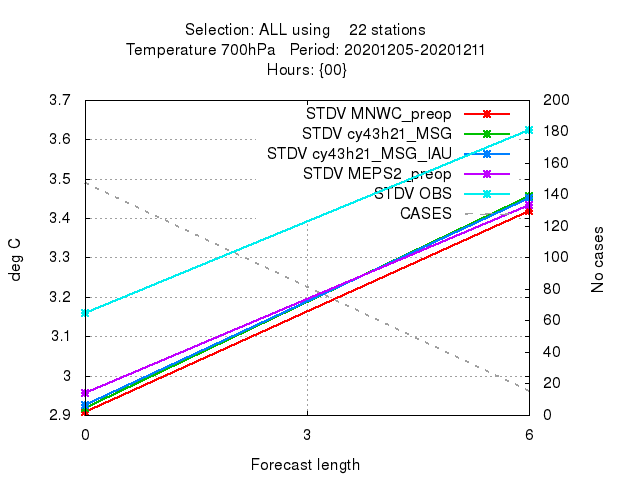 Selection: ALL using    22 stations
Temperature 700hPa   Period: 20201205-20201211
Hours: {00}
3.7
3.6
3.5
3.4
3.3
3.2
3.1
3
2.9
deg C
STDV MNWC_preop
STDV cy43h21_MSG
STDV cy43h21_MSG_IAU
STDV MEPS2_preop
STDV OBS
CASES
200
180
160
140
120
100
80
60
40
20
0
No cases
0 3 6
Forecast length